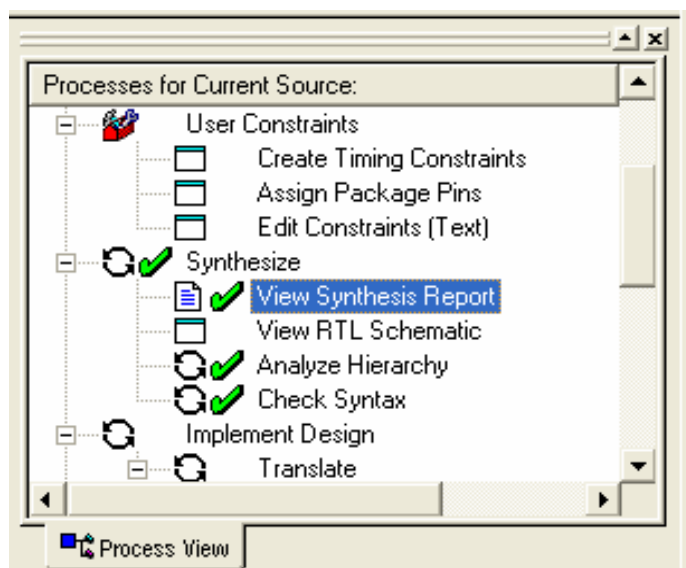 Processes for Current Source:
User Constraints
Create Timing Constraints
Assign Package Pins
Edit Constraints (Text)
Synthesize
View Synthesis Report
View RTL Schematic
Analyze Hierarchy
Check Syntax
Implement Design
Translate
Process View